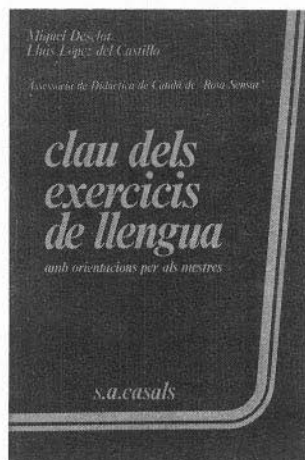 Miquel Desclot
Lluís López del Castillo
Assessoria de Didàctica de Català de "Rosa Sensat"
clau dels
exercicis
de llengua
amb orientacions per als mestres
s.a.casals